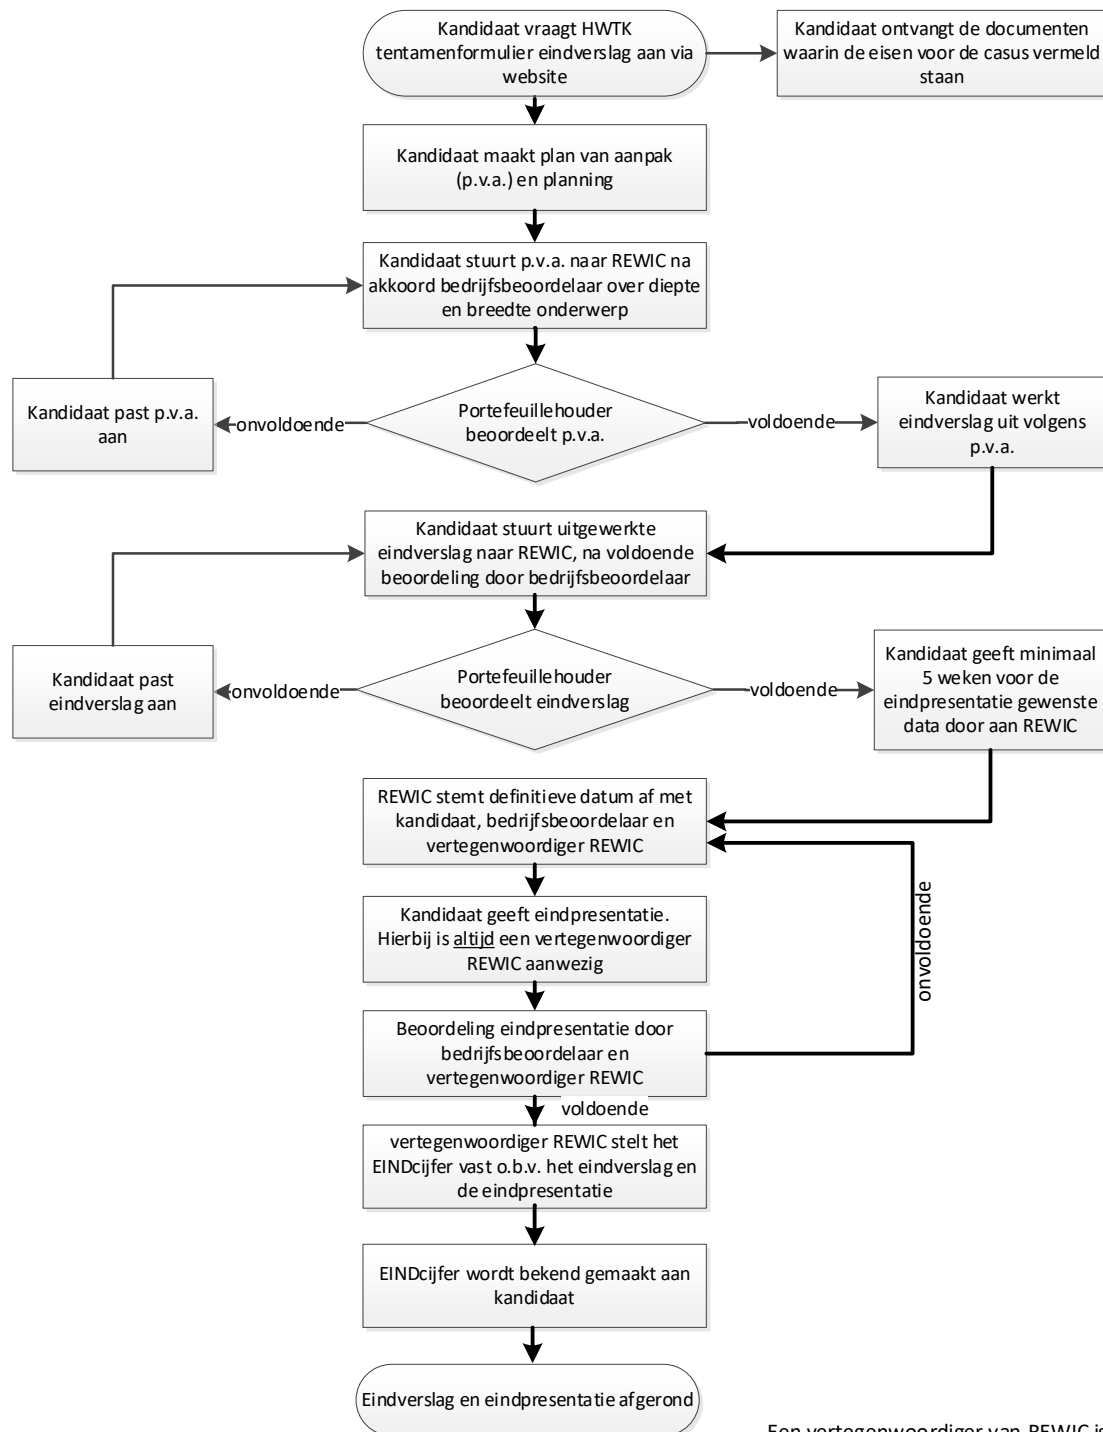 Kandidaat vraagt HWTK
tentamenformulier eindverslag aan via
website
Kandidaat ontvangt de documenten
waarin de eisen voor de casus vermeld
staan
Kandidaat maakt plan van aanpak
(p.v.a.) en planning
Kandidaat stuurt p.v.a. naar REWIC na
akkoord bedrijfsbeoordelaar over diepte
en breedte onderwerp
Kandidaat past p.v.a.
aan
onvoldoende
Portefeuillehouder
beoordeelt p.v.a.
voldoende
Kandidaat werkt
eindverslag uit volgens
p.v.a.
Kandidaat stuurt uitgewerkte
eindverslag naar REWIC, na voldoende
beoordeling door bedrijfsbeoordelaar
Kandidaat past
eindverslag aan
onvoldoende
Portefeuillehouder
beoordeelt eindverslag
voldoende
Kandidaat geeft minimaal
5 weken voor de
eindpresentatie gewenste
data door aan REWIC
REWIC stemt definitieve datum af met
kandidaat, bedrijfsbeoordelaar en
vertegenwoordiger REWIC
Kandidaat geeft eindpresentatie.
Hierbij is altijd een vertegenwoordiger
REWIC aanwezig
onvoldoende
Beoordeling eindpresentatie door
bedrijfsbeoordelaar en
vertegenwoordiger REWIC
voldoende
vertegenwoordiger REWIC stelt het
EINDcijfer vast o.b.v. het eindverslag en
de eindpresentatie
EINDcijfer wordt bekend gemaakt aan
kandidaat
Eindverslag en eindpresentatie afgerond
Een vertegenwoordiger van REWIC is